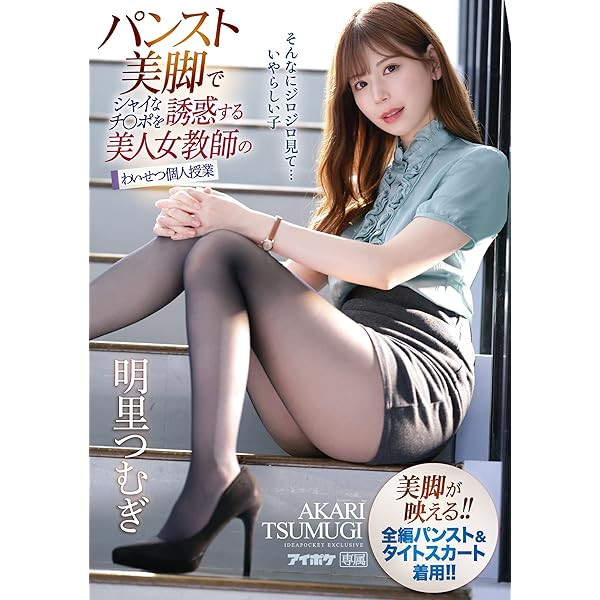 パンスト
美脚で
シャイな
チ○ポを
誘惑する
美人女教師の
わいせつ個人授業
そんなにジロジロ見て…
いやらしい子
明里つむぎ
AKARI
TSUMUGI
IDEAPOCKET EXCLUSIVE
アイポケ 専属
美脚が
映える!!
全編パンスト&
タイトスカート
着用!!